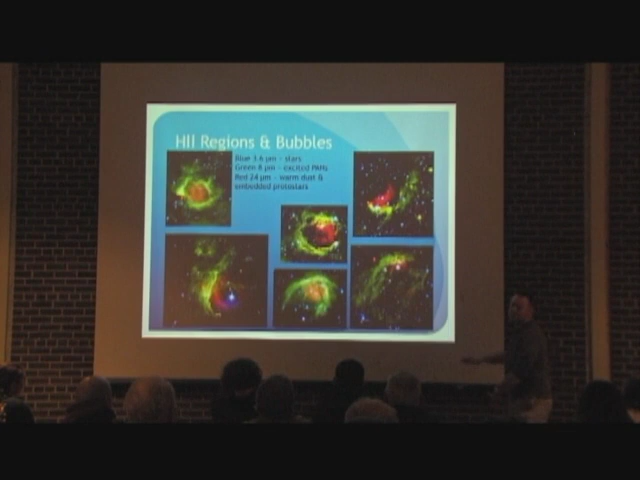 HII Regions & Bubbles
Blue 3.6 µm – stars
Green 8 µm – excited PAHs
Red 24 µm – warm dust &
embedded protostars